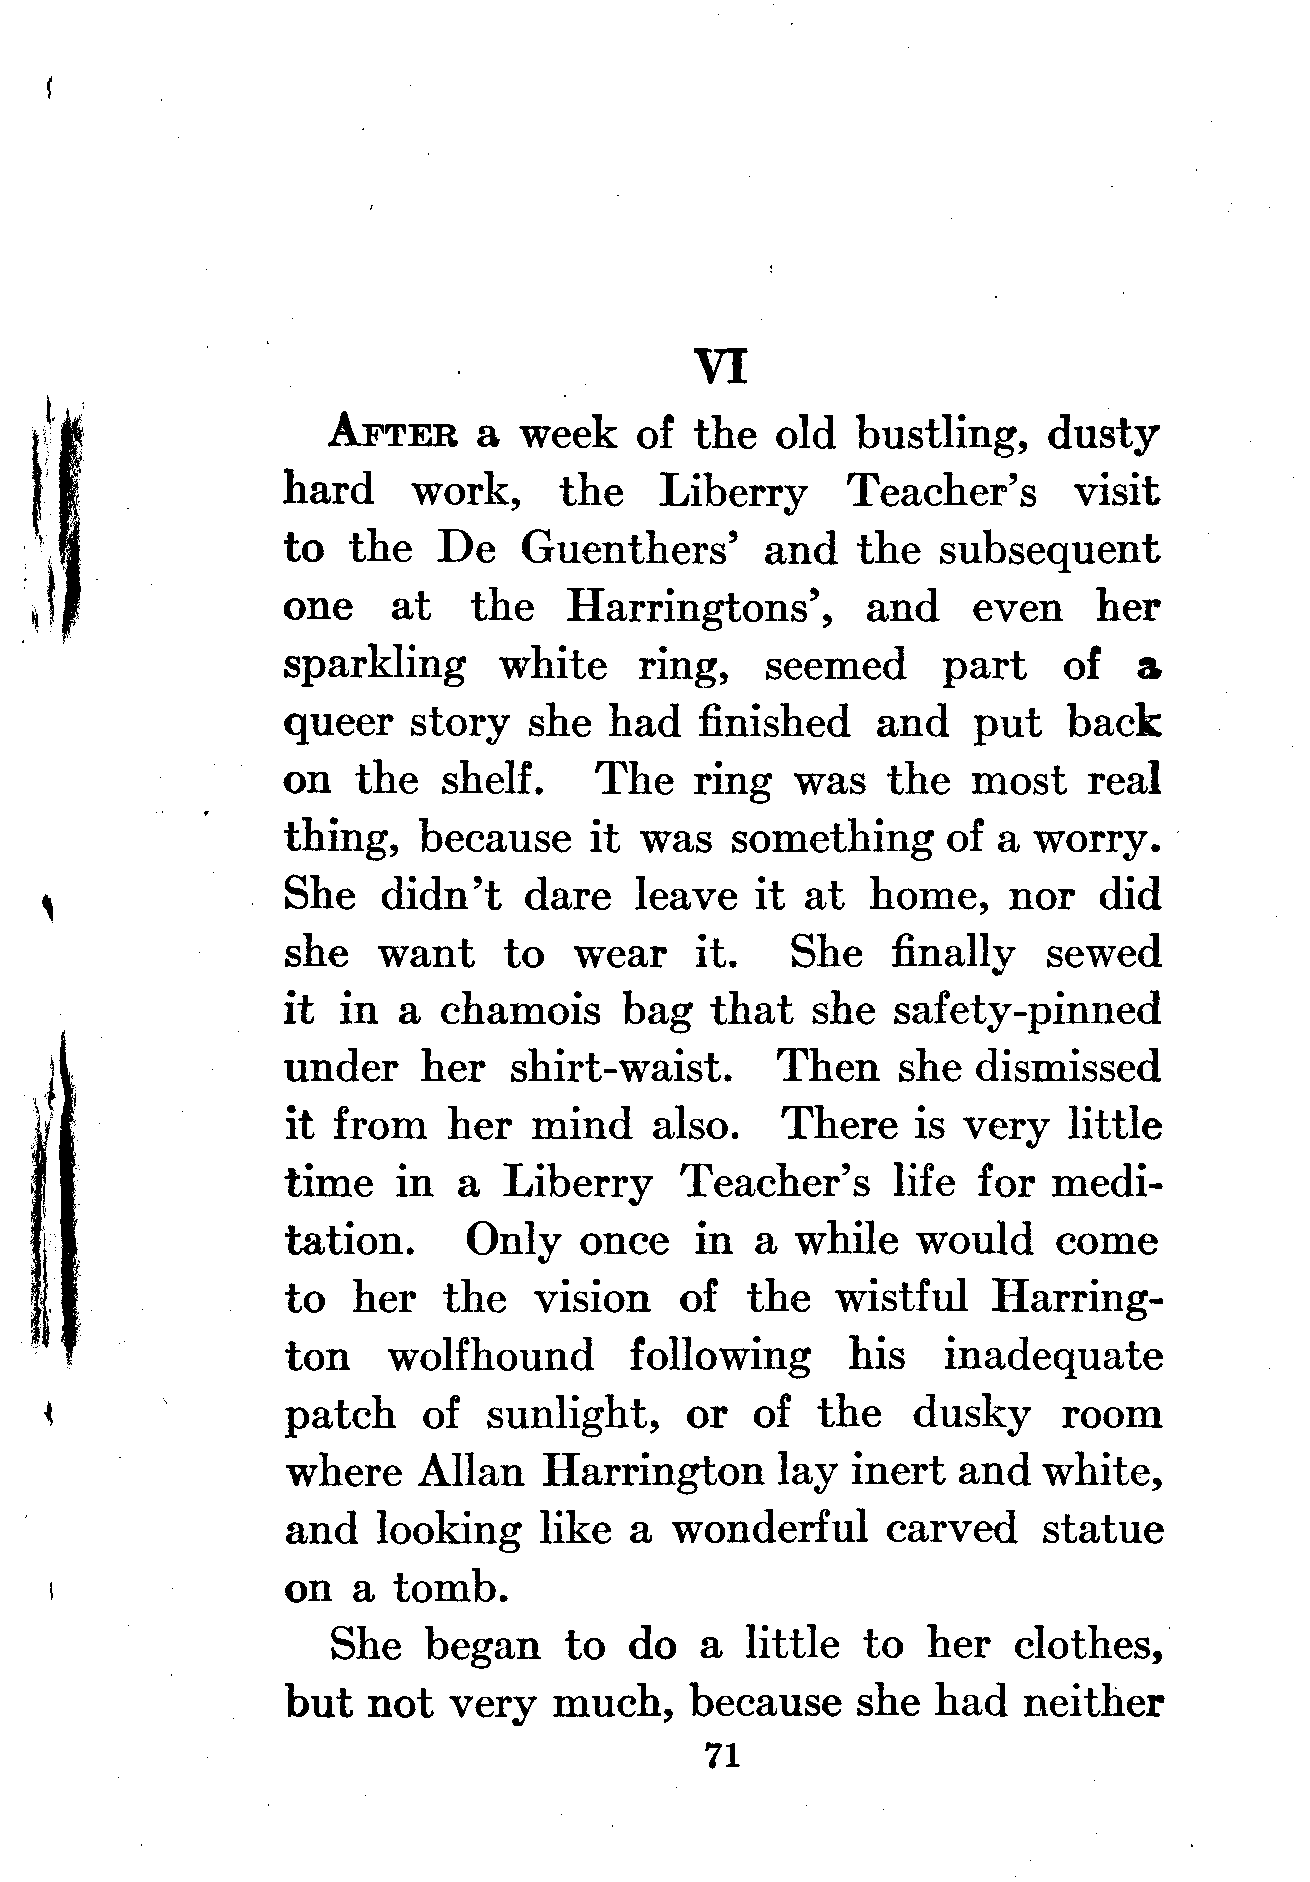 VI
AFTER a week of the old bustling, dusty
hard work, the Liberry Teacher's visit
to the De Guenthers' and the subsequent
one at the Harringtons', and even her
sparkling white ring, seemed part of a
queer story she had finished and put back
on the shelf. The ring was the most real
thing, because it was something of a worry.
She didn't dare leave it at home, nor did
she want to wear it. She finally sewed
it in a chamois bag that she safety-pinned
under her shirt-waist. Then she dismissed
it from her mind also. There is very little
time in a Liberry Teacher's life for medi-
tation. Only once in a while would come
to her the vision of the wistful Harring-
ton wolfhound following his inadequate
patch of sunlight, or of the dusky room
where Allan Harrington lay inert and white,
and looking like a wonderful carved statue
on a tomb.
She began to do a little to her clothes,
but not very much, because she had neither
71